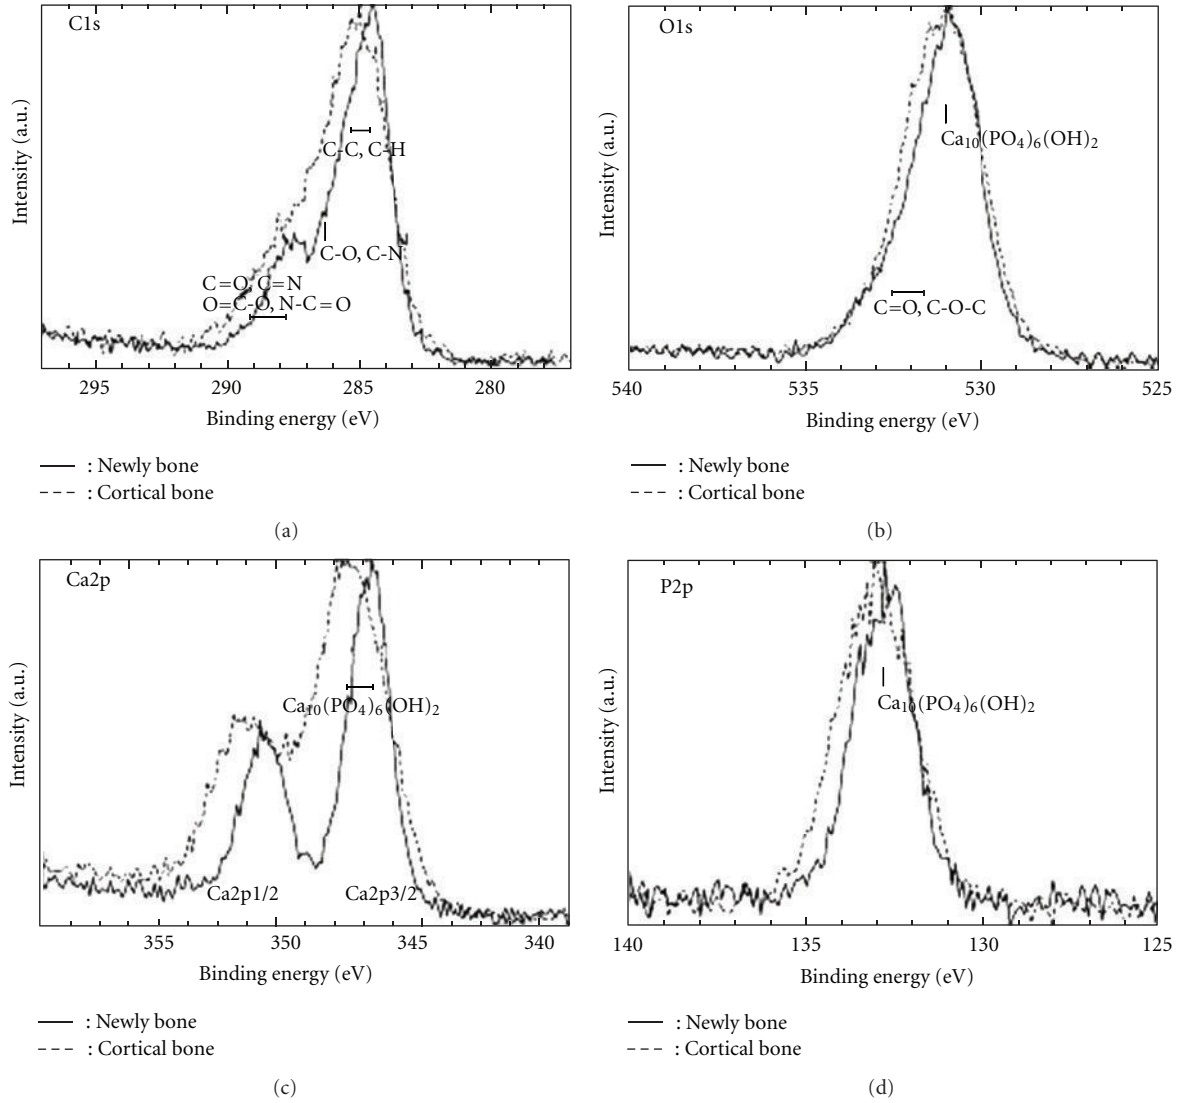 C1s
Intensity (a.u.)
C-C, C-H
C-O, C-N
C=O, C=N
O=C-O, N-C=O
295 290 285 280
Binding energy (eV)
: Newly bone
: Cortical bone
(a)
O1s
Intensity (a.u.)
Ca10(PO4)6(OH)2
C=O, C-O-C
540 535 530 525
Binding energy (eV)
: Newly bone
: Cortical bone
(b)
Ca2p
Intensity (a.u.)
Ca10(PO4)6(OH)2
Ca2p1/2 Ca2p3/2
355 350 345 340
Binding energy (eV)
: Newly bone
: Cortical bone
(c)
P2p
Intensity (a.u.)
Ca10(PO4)6(OH)2
140 135 130 125
Binding energy (eV)
: Newly bone
: Cortical bone
(d)